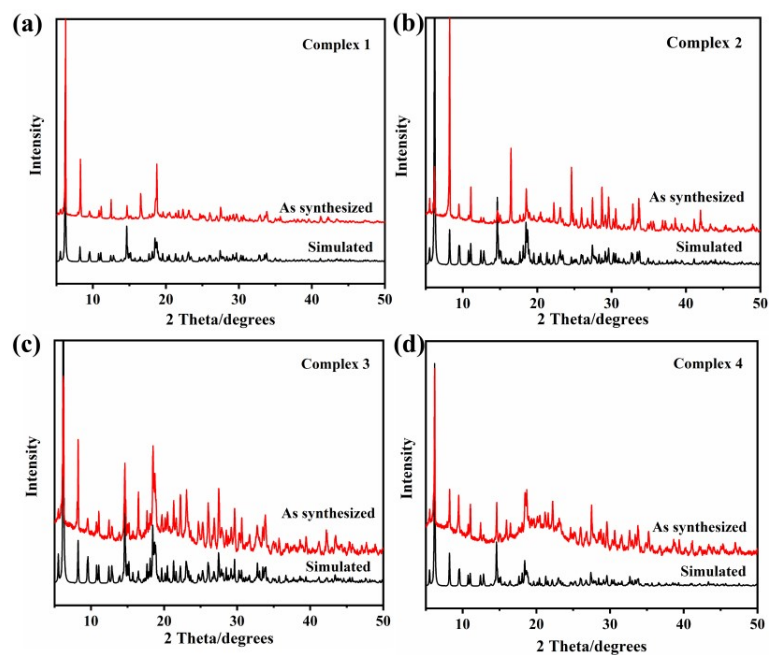 (a)
Complex 1
Intensity
As synthesized
Simulated
10 20 30 40 50
2 Theta/degrees
(b)
Complex 2
Intensity
As synthesized
Simulated
10 20 30 40 50
2 Theta/degrees
(c)
Complex 3
Intensity
As synthesized
Simulated
10 20 30 40 50
2 Theta/degrees
(d)
Complex 4
Intensity
As synthesized
Simulated
10 20 30 40 50
2 Theta/degrees